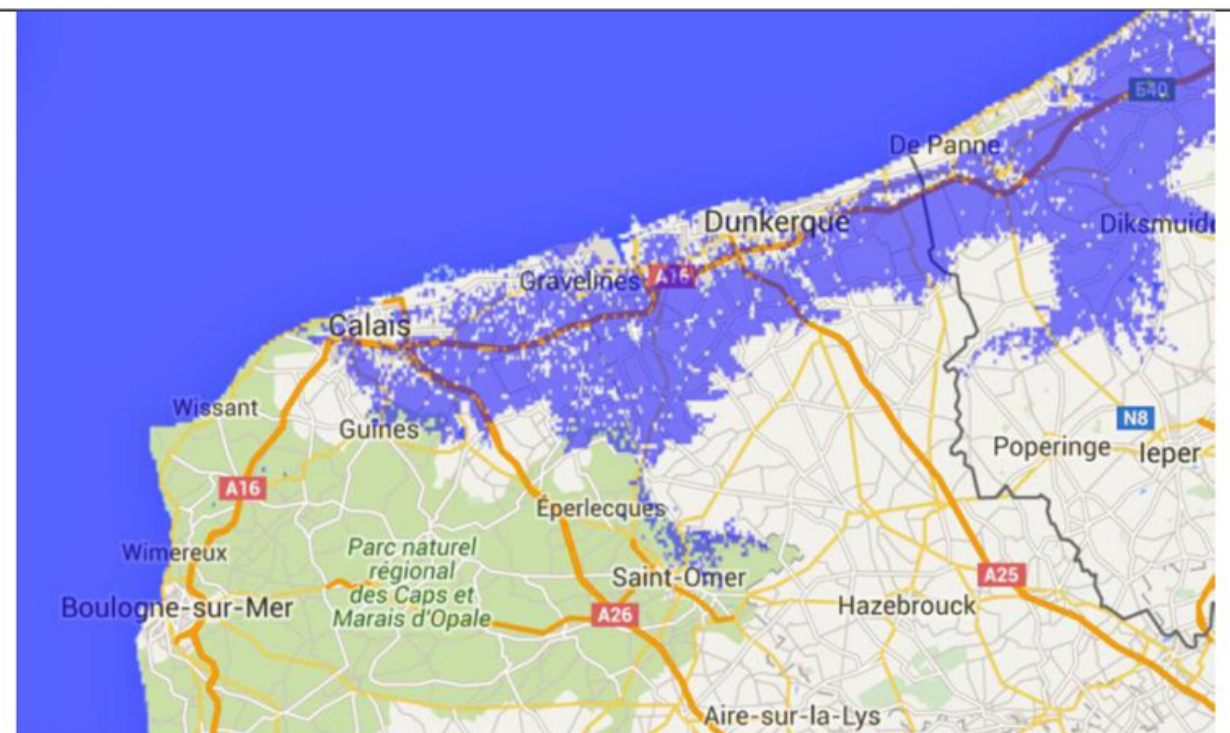 E40
De Panne
Dunkerque
Diksmuid
Gravelines
A16
Calais
Wissant
Guînes
N8
Poperinge
Ieper
A16
Éperlecques
Wimereux
Parc naturel
régional
des Caps et
Marais d'Opale
Saint-Omer
A25
Boulogne-sur-Mer
A26
Hazebrouck
Aire-sur-la-Lys